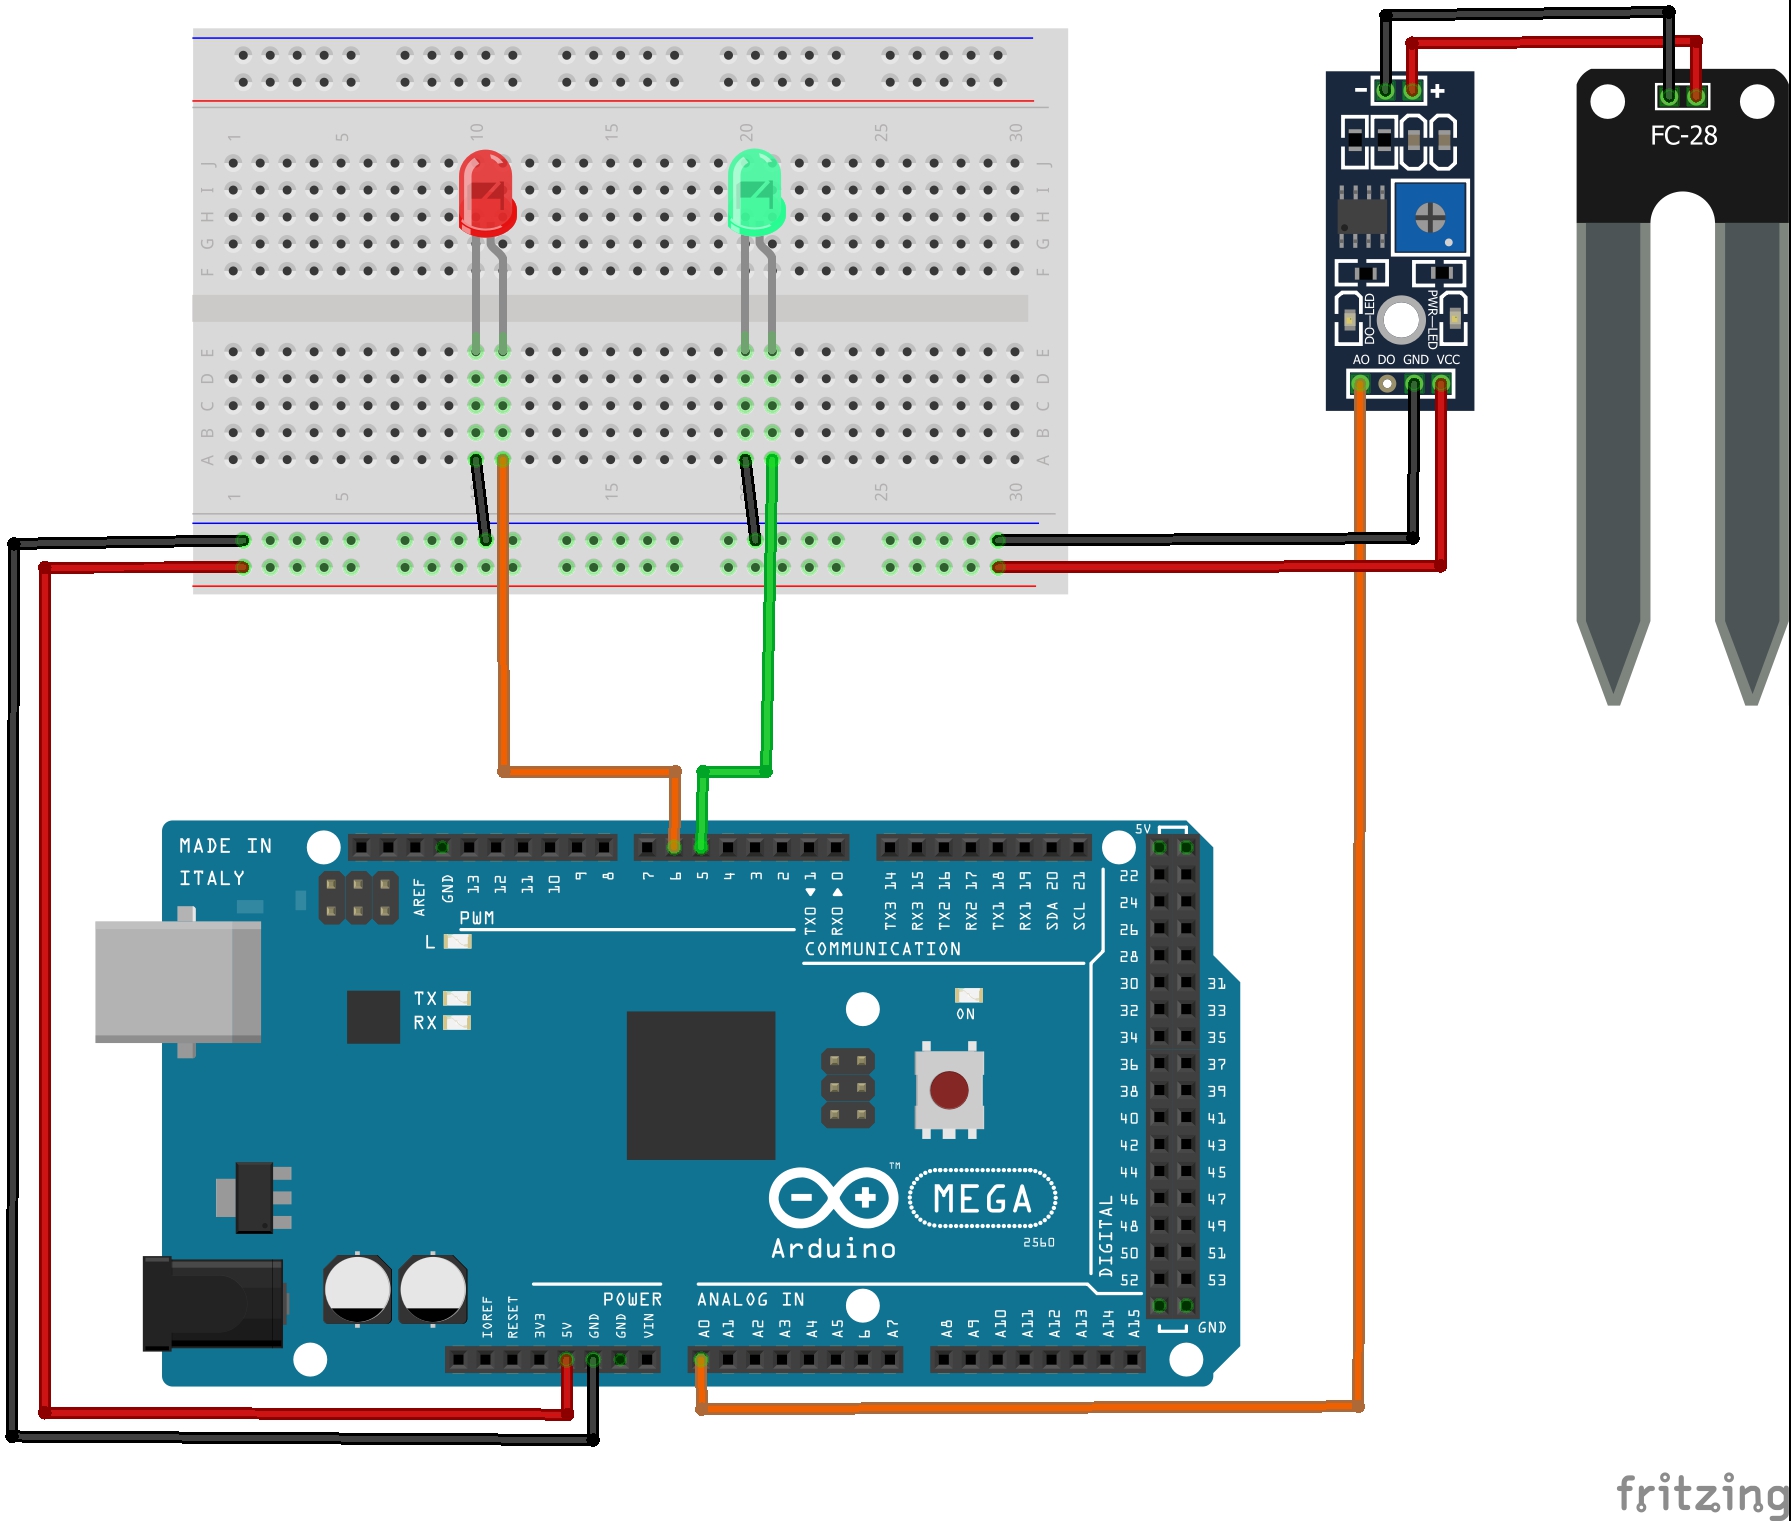 - +
FC-28
1 5 10 15 20 25 30
J J
I I
H H
G G
F F
DO-LED PWR-LED
E E
AO DO GND VCC
D D
C C
B B
A A
1 5 15 25 30
5V
MADE IN
ITALY
AREF GND 13 12 11 10 9 8 7 6 5 4 3 2 TX0 1 RX0 0 TX3 14 RX3 15 TX2 16 RX2 17 TX1 18 RX1 19 SDA 20 SCL 21
22
24
PWM
26
L
COMMUNICATION
28
30 31
TX
ON
32 33
RX
34 35
36 37
38 39
40 41
42 43
44 45
TM
46 47
- + MEGA
48 49
Arduino
2560
50 51
DIGITAL
52 53
POWER
ANALOG IN
GND
IOREF RESET 3V3 5V GND GND VIN A0 A1 A2 A3 A4 A5 6 A7 A8 A9 A10 A11 A12 A13 A14 A15
fritzing